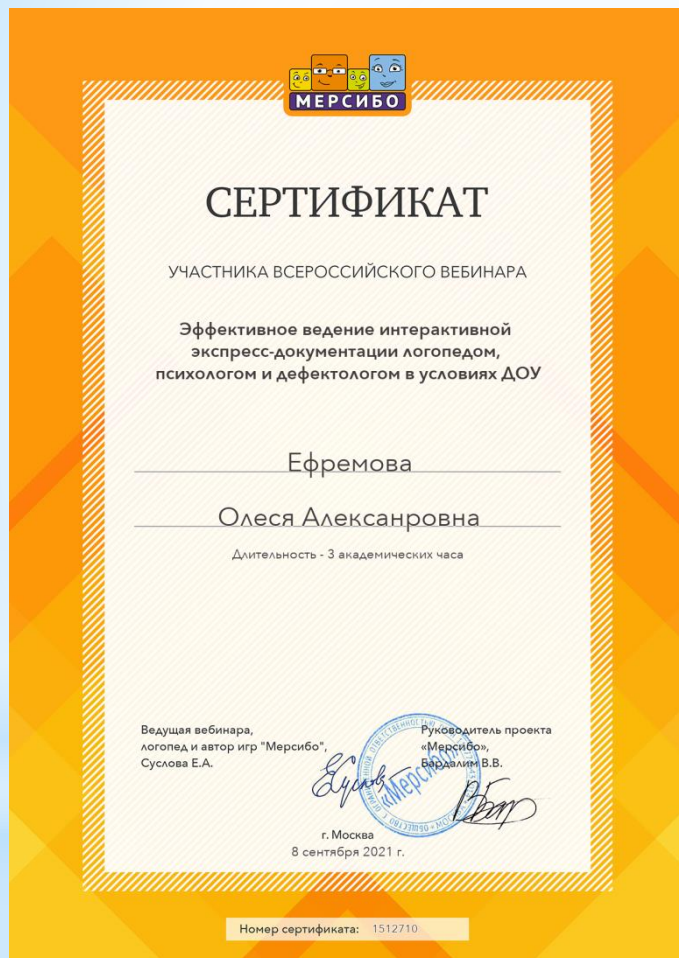 МЕРСИБО
СЕРТИФИКАТ
УЧАСТНИКА ВСЕРОССИЙСКОГО ВЕБИНАРА
Эффективное ведение интерактивной
экспресс-документации логопедом,
психологом и дефектологом в условиях ДОУ
Ефремова
Олеся Алексанровна
Длительность - 3 академических часа
Ведущая вебинара,
логопед и автор игр "Мерсибо",
Суслова Е.А.
Руководитель проекта
«Мерсибо»,
Бардалим В.В.
«Мерсибо»
г. Москва
8 сентября 2021 г.
Номер сертификата: 1512710